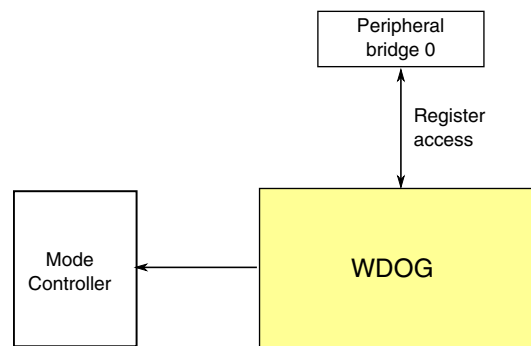 Peripheral
bridge 0
Register
access
Mode
Controller
WDOG